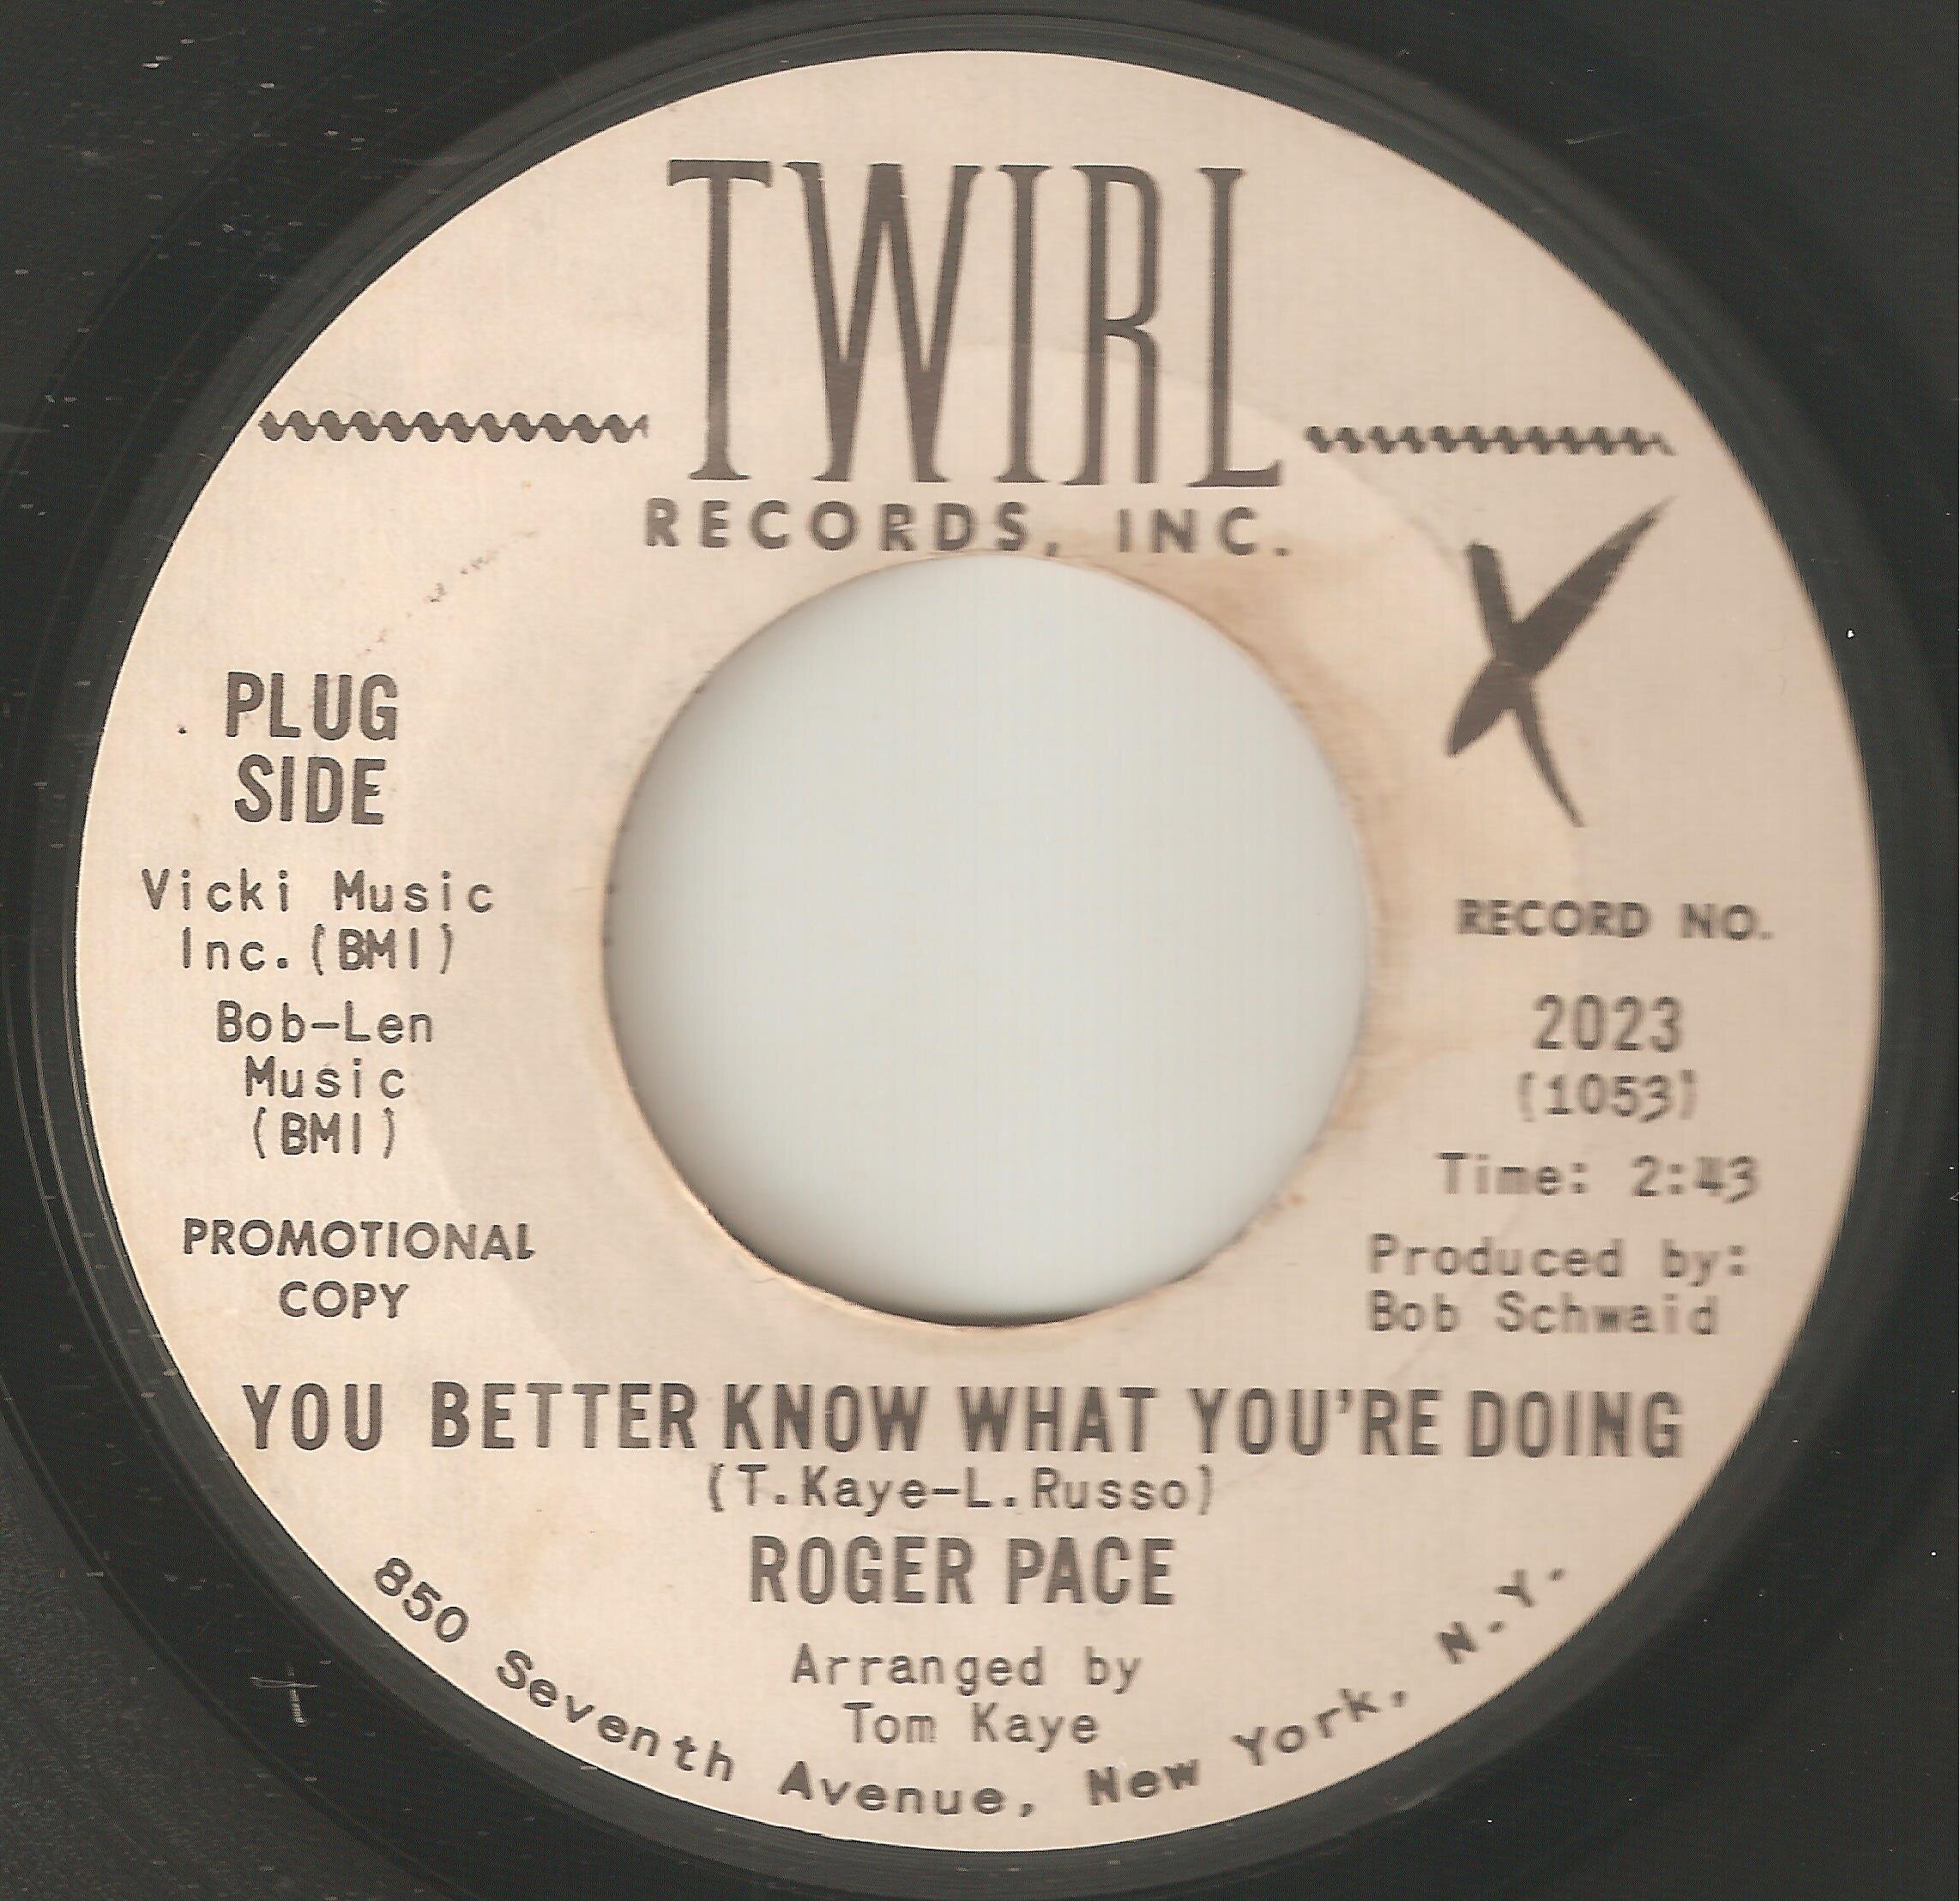 TWIRL
RECORDS, INC.
X
PLUG
SIDE
Vicki Music
Inc.(BMI)
Bob-Len
Music
(BMI)
PROMOTIONAL
COPY
RECORD NO.
2023
(1053)
Time: 2:43
Produced by:
Bob Schwaid
YOU BETTER KNOW WHAT YOU'RE DOING
(T.Kaye-L.Russo)
ROGER PACE
Arranged by
Tom Kaye
850 Seventh Avenue, New York, N.Y.